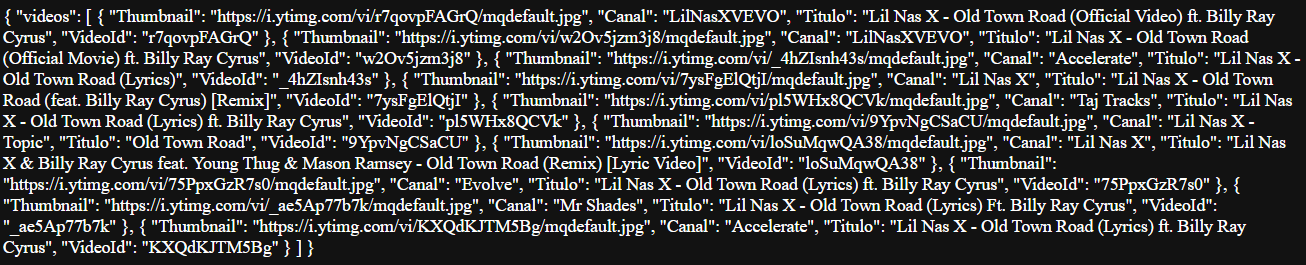 { "videos": [ { "Thumbnail": "https://i.ytimg.com/vi/r7qovpFAGrQ/mqdefault.jpg", "Canal": "LilNasXVEVO", "Titulo": "Lil Nas X - Old Town Road (Official Video) ft. Billy Ray
Cyrus", "VideoId": "r7qovpFAGrQ" }, { "Thumbnail": "https://i.ytimg.com/vi/w2Ov5jzm3j8/mqdefault.jpg", "Canal": "LilNasXVEVO", "Titulo": "Lil Nas X - Old Town Road
(Official Movie) ft. Billy Ray Cyrus", "VideoId": "w2Ov5jzm3j8" }, { "Thumbnail": "https://i.ytimg.com/vi/_4hZIsnh43s/mqdefault.jpg", "Canal": "Accelerate", "Titulo": "Lil Nas X -
Old Town Road (Lyrics)", "VideoId": "_4hZIsnh43s" }, { "Thumbnail": "https://i.ytimg.com/vi/7ysFgElQtjI/mqdefault.jpg", "Canal": "Lil Nas X", "Titulo": "Lil Nas X - Old Town
Road (feat. Billy Ray Cyrus) [Remix]", "VideoId": "7ysFgElQtjI" }, { "Thumbnail": "https://i.ytimg.com/vi/pl5WHx8QCVk/mqdefault.jpg", "Canal": "Taj Tracks", "Titulo": "Lil Nas
X - Old Town Road (Lyrics) ft. Billy Ray Cyrus", "VideoId": "pl5WHx8QCVk" }, { "Thumbnail": "https://i.ytimg.com/vi/9YpvNgCSaCU/mqdefault.jpg", "Canal": "Lil Nas X -
Topic", "Titulo": "Old Town Road", "VideoId": "9YpvNgCSaCU" }, { "Thumbnail": "https://i.ytimg.com/vi/loSuMqwQA38/mqdefault.jpg", "Canal": "Lil Nas X", "Titulo": "Lil Nas
X & Billy Ray Cyrus feat. Young Thug & Mason Ramsey - Old Town Road (Remix) [Lyric Video]", "VideoId": "loSuMqwQA38" }, { "Thumbnail":
"https://i.ytimg.com/vi/75PpxGzR7s0/mqdefault.jpg", "Canal": "Evolve", "Titulo": "Lil Nas X - Old Town Road (Lyrics) ft. Billy Ray Cyrus", "VideoId": "75PpxGzR7s0" }, {
"Thumbnail": "https://i.ytimg.com/vi/_ae5Ap77b7k/mqdefault.jpg", "Canal": "Mr Shades", "Titulo": "Lil Nas X - Old Town Road (Lyrics) Ft. Billy Ray Cyrus", "VideoId":
"_ae5Ap77b7k" }, { "Thumbnail": "https://i.ytimg.com/vi/KXQdKJTM5Bg/mqdefault.jpg", "Canal": "Accelerate", "Titulo": "Lil Nas X - Old Town Road (Lyrics) ft. Billy Ray
Cyrus", "VideoId": "KXQdKJTM5Bg" } ] }